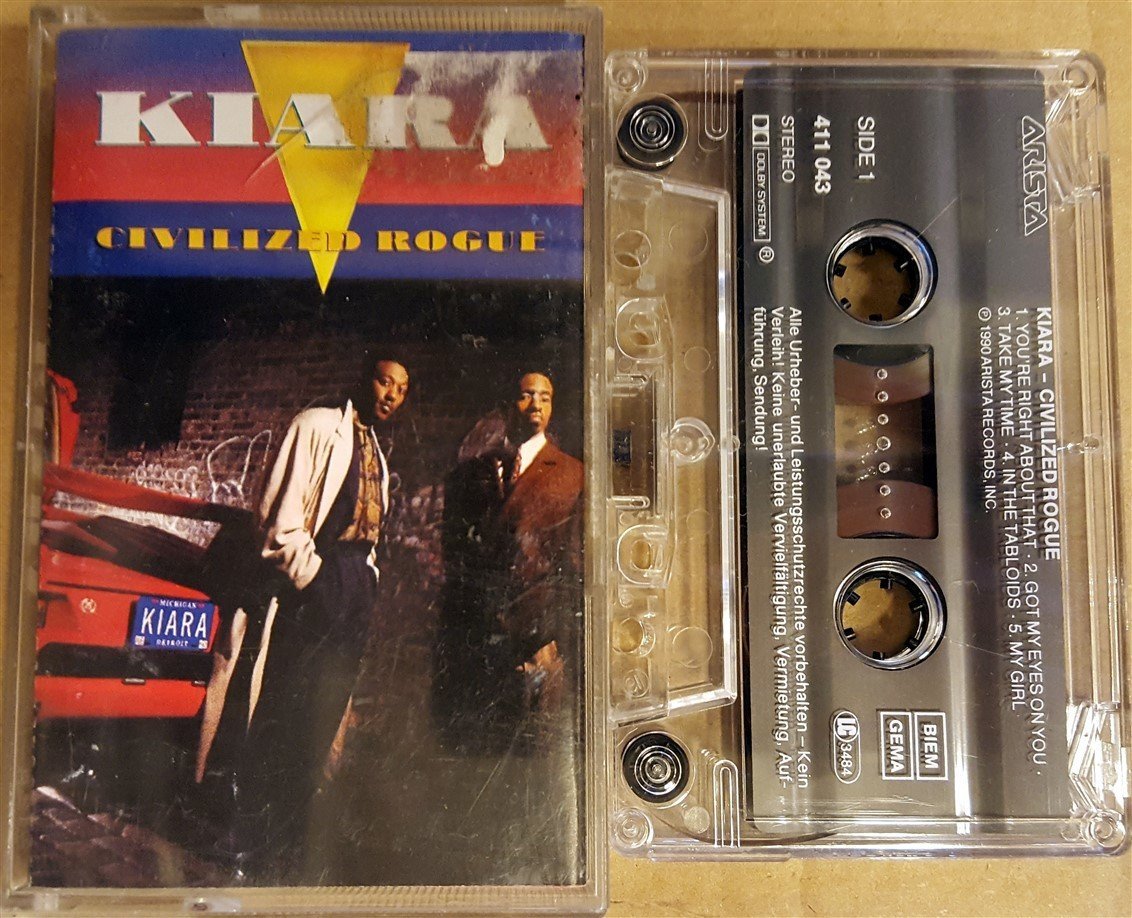 KIARA
CIVILIZED ROGUE
MICHIGAN
KIARA
DETROIT
ARISTA
KIARA – CIVILIZED ROGUE
1. YOU'RE RIGHT ABOUT THAT · 2. GOT MY EYES ON YOU ·
3. TAKE MY TIME · 4. IN THE TABLOIDS · 5. MY GIRL
℗ 1990 ARISTA RECORDS, INC.
SIDE 1
411 043
STEREO
DOLBY SYSTEM ®
BIEM
GEMA
LC 3484
Alle Urheber- und Leistungsschutzrechte vorbehalten – Kein
Verleih! Keine unerlaubte Vervielfältigung, Vermietung, Auf-
führung, Sendung!